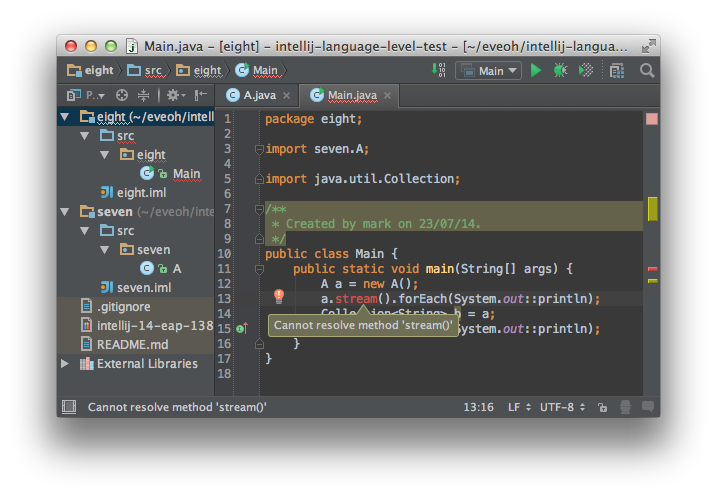 Main.java – [eight] – intellij-language-level-test – [~/eveoh/intellij-langua...
eight src eight Main
Main
P..
A.java × Main.java ×
eight (~/eveoh/intell
src
eight
Main
eight.iml
seven (~/eveoh/inte
src
seven
A
seven.iml
.gitignore
intellij-14-eap-138
README.md
External Libraries
1 package eight;
2
3 import seven.A;
4
5 import java.util.Collection;
6
7 /**
8 * Created by mark on 23/07/14.
9 */
10 public class Main {
11 public static void main(String[] args) {
12 A a = new A();
13 a.stream().forEach(System.out::println);
14 Collection<String> b = a;
15 System.out::println);
16 }
17 }
18
Cannot resolve method 'stream()'
Cannot resolve method 'stream()'
13:16 LF UTF-8